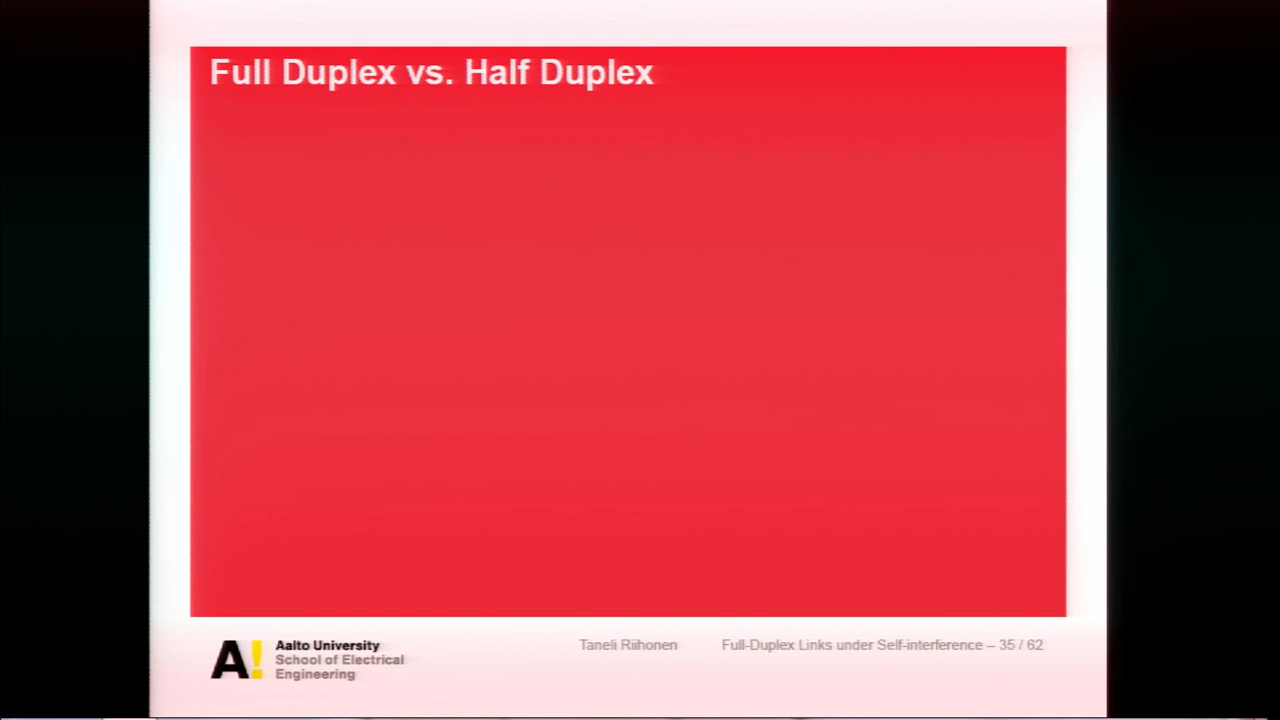 Full Duplex vs. Half Duplex
A! Aalto University
School of Electrical
Engineering
Taneli Riihonen
Full-Duplex Links under Self-interference – 35 / 62